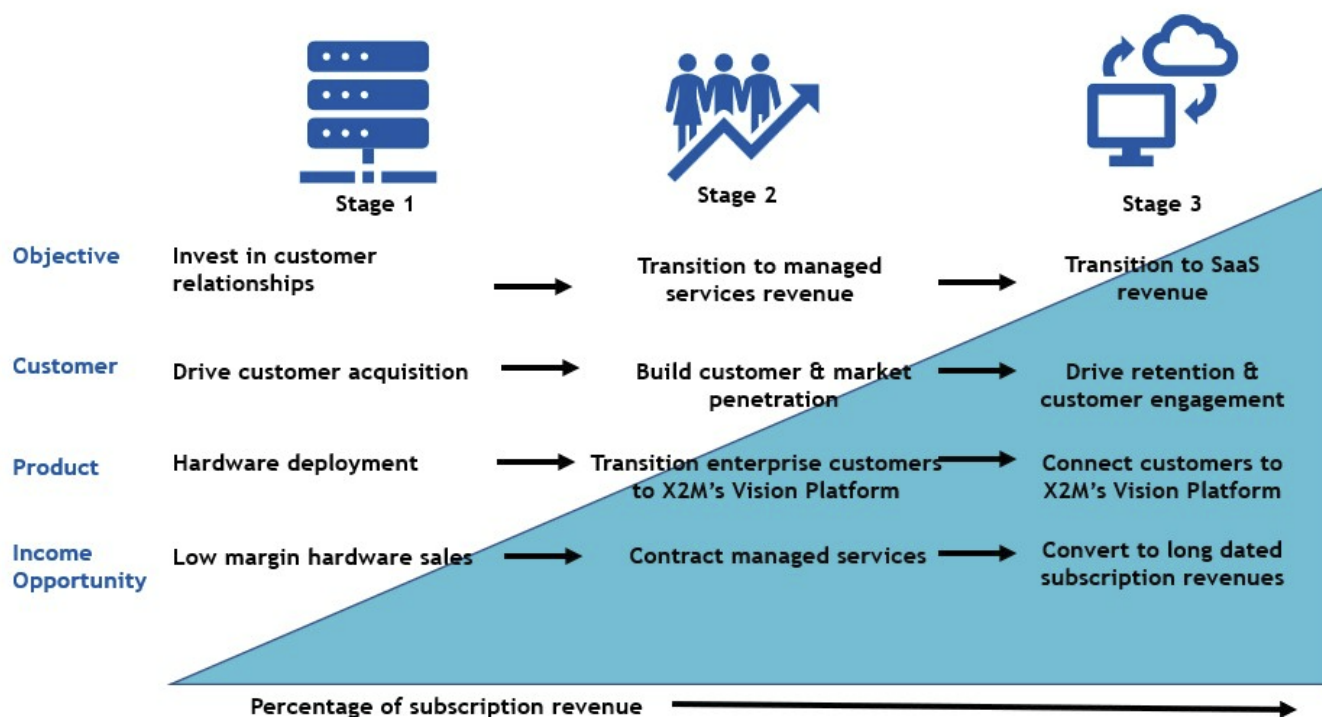 Stage 1
Stage 2
Stage 3
Objective
Invest in customer
relationships
Transition to managed
services revenue
Transition to SaaS
revenue
Customer
Drive customer acquisition
Build customer & market
penetration
Drive retention &
customer engagement
Product
Hardware deployment
Transition enterprise customers
to X2M’s Vision Platform
Connect customers to
X2M’s Vision Platform
Income
Opportunity
Low margin hardware sales
Contract managed services
Convert to long dated
subscription revenues
Percentage of subscription revenue